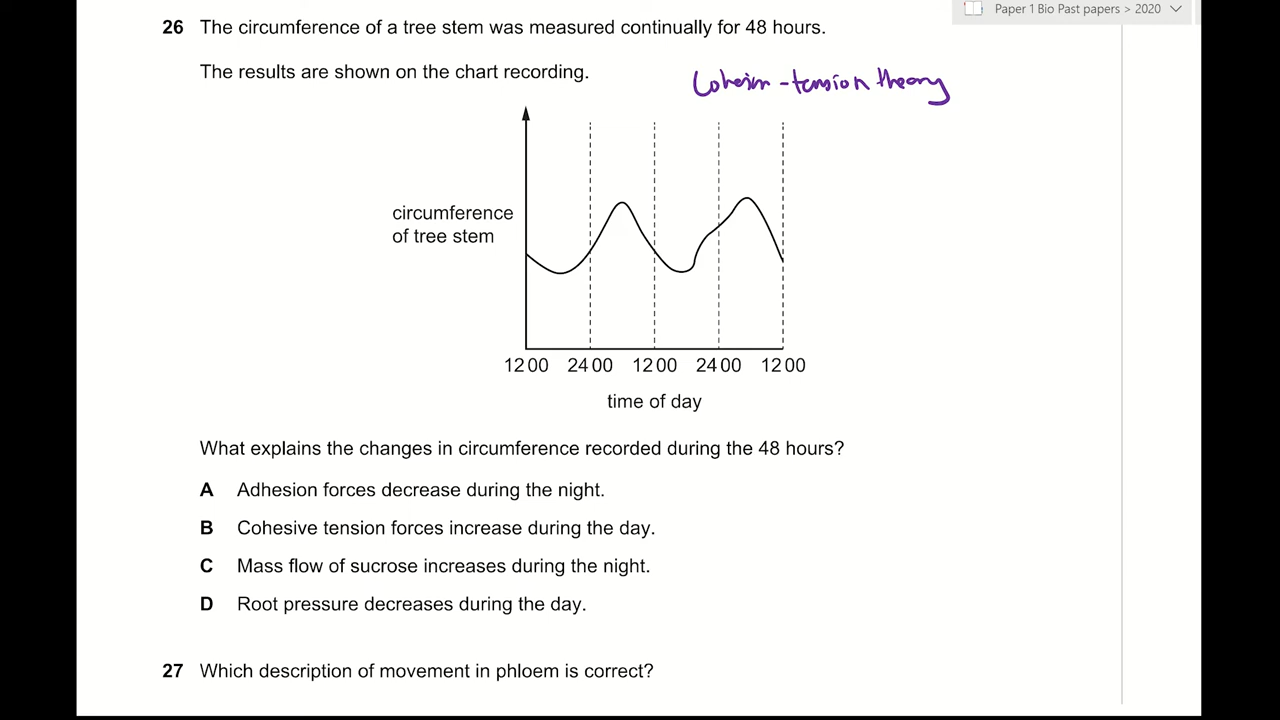 Paper 1 Bio Past papers > 2020
26 The circumference of a tree stem was measured continually for 48 hours.
The results are shown on the chart recording.
Cohesion - tension theory
circumference
of tree stem
12 00 24 00 12 00 24 00 12 00
time of day
What explains the changes in circumference recorded during the 48 hours?
A Adhesion forces decrease during the night.
B Cohesive tension forces increase during the day.
C Mass flow of sucrose increases during the night.
D Root pressure decreases during the day.
27 Which description of movement in phloem is correct?